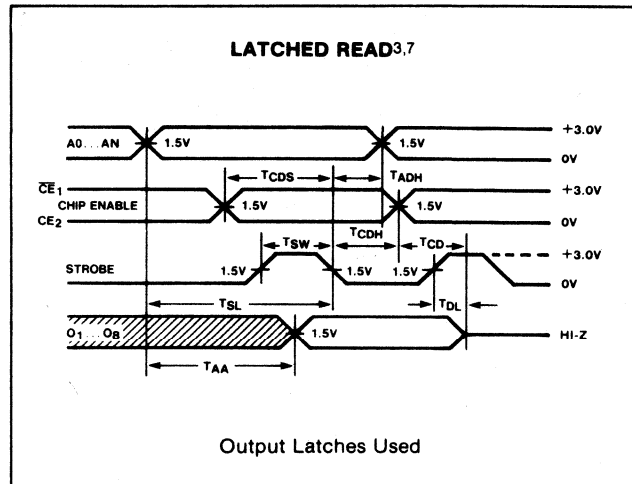 LATCHED READ3,7
A0...AN 1.5V 1.5V +3.0V
0V
TCDS TADH
CE1 +3.0V
CHIP ENABLE 1.5V 1.5V
CE2 0V
TSW TCDH TCD
STROBE 1.5V 1.5V 1.5V +3.0V
0V
TSL TDL
O1...O8 1.5V HI-Z
TAA
Output Latches Used